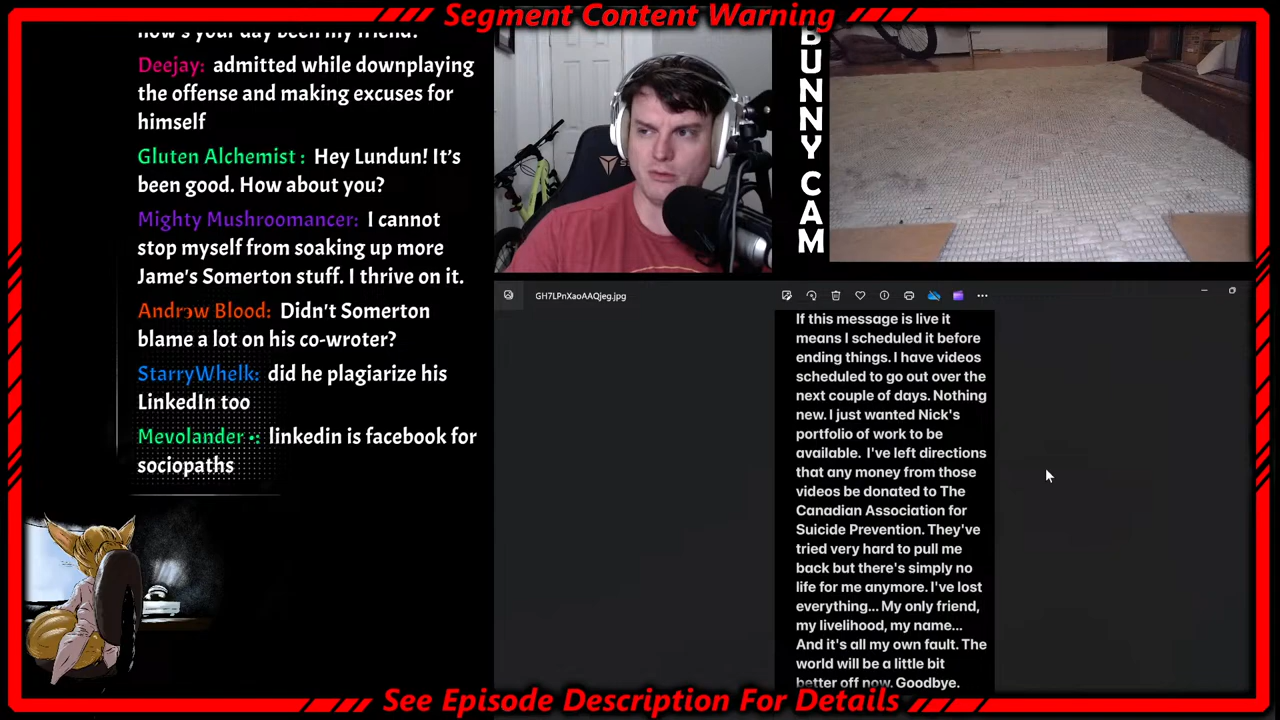 Segment Content Warning
how's your day been my friend?
Deejay: admitted while downplaying
the offense and making excuses for
himself
Gluten Alchemist : Hey Lundun! It's
been good. How about you?
Mighty Mushroomancer: I cannot
stop myself from soaking up more
Jame's Somerton stuff. I thrive on it.
Andrew Blood: Didn't Somerton
blame a lot on his co-wroter?
StarryWhelk: did he plagiarize his
LinkedIn too
Mevolander •: linkedin is facebook for
sociopaths
BUNNY CAM
GH7LPnXaoAAQjeg.jpg
If this message is live it
means I scheduled it before
ending things. I have videos
scheduled to go out over the
next couple of days. Nothing
new. I just wanted Nick's
portfolio of work to be
available.  I've left directions
that any money from those
videos be donated to The
Canadian Association for
Suicide Prevention. They've
tried very hard to pull me
back but there's simply no
life for me anymore. I've lost
everything... My only friend,
my livelihood, my name...
And it's all my own fault. The
world will be a little bit
better off now. Goodbye.
See Episode Description For Details